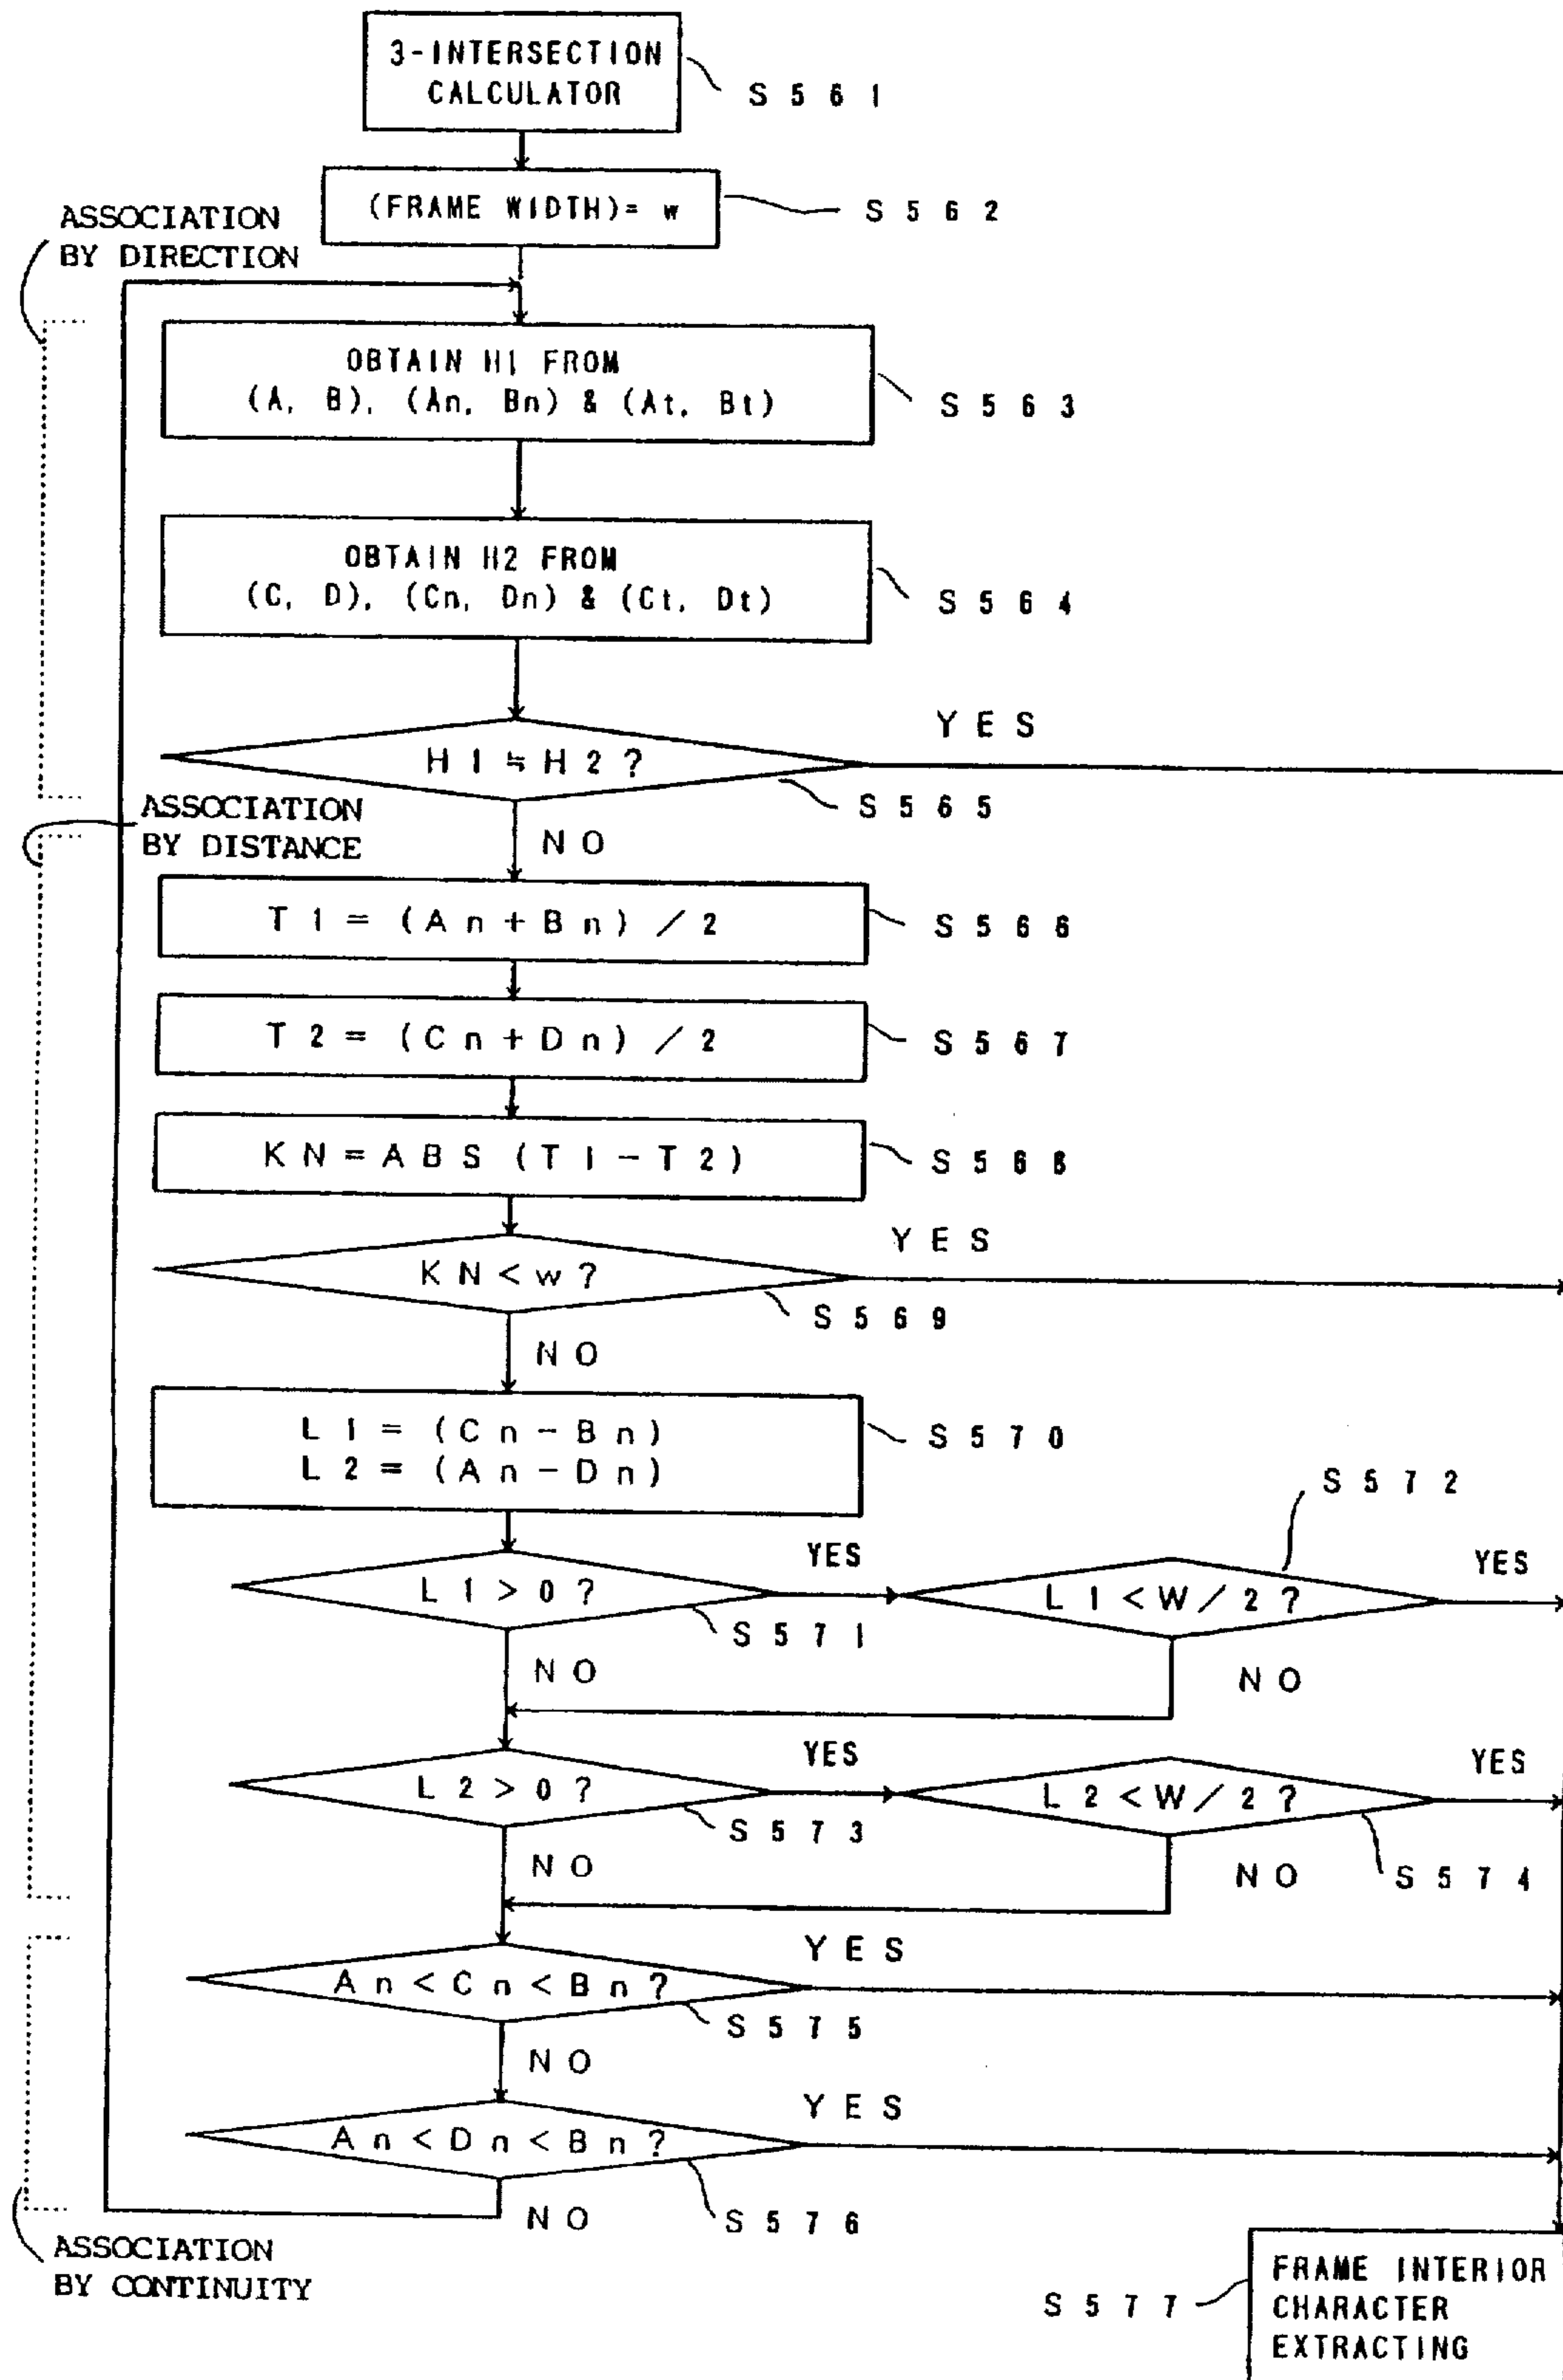 3-INTERSECTION
CALCULATOR
S561
(FRAME WIDTH)= w
S562
ASSOCIATION
BY DIRECTION
OBTAIN H1 FROM
(A, B), (An, Bn) & (At, Bt)
S563
OBTAIN H2 FROM
(C, D), (Cn, Dn) & (Ct, Dt)
S564
YES
H1≒H2?
S565
ASSOCIATION
BY DISTANCE
NO
T1=(An+Bn)/2
S566
T2=(Cn+Dn)/2
S567
KN=ABS(T1-T2)
S568
YES
KN<w?
S569
NO
L1=(Cn-Bn)
L2=(An-Dn)
S570
S572
YES
YES
L1>0?
L1<W/2?
S571
NO
NO
YES
YES
L2>0?
L2<W/2?
S573
NO
NO
S574
YES
An<Cn<Bn?
S575
NO
YES
An<Dn<Bn?
NO
S576
ASSOCIATION
BY CONTINUITY
S577
FRAME INTERIOR
CHARACTER
EXTRACTING